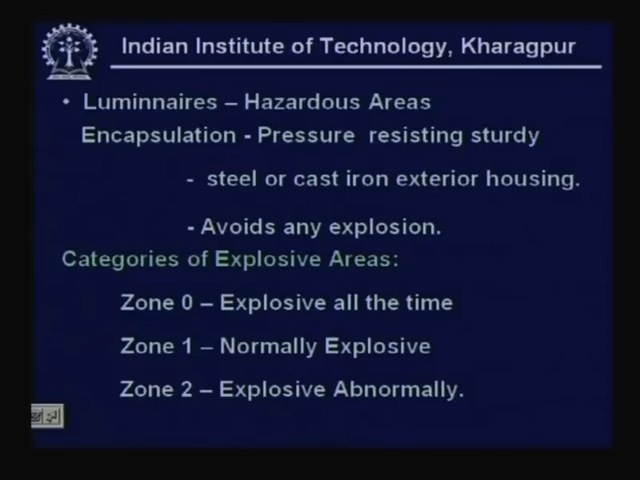 Indian Institute of Technology, Kharagpur
• Luminnaires – Hazardous Areas
Encapsulation - Pressure resisting sturdy
- steel or cast iron exterior housing.
- Avoids any explosion.
Categories of Explosive Areas:
Zone 0 – Explosive all the time
Zone 1 – Normally Explosive
Zone 2 – Explosive Abnormally.